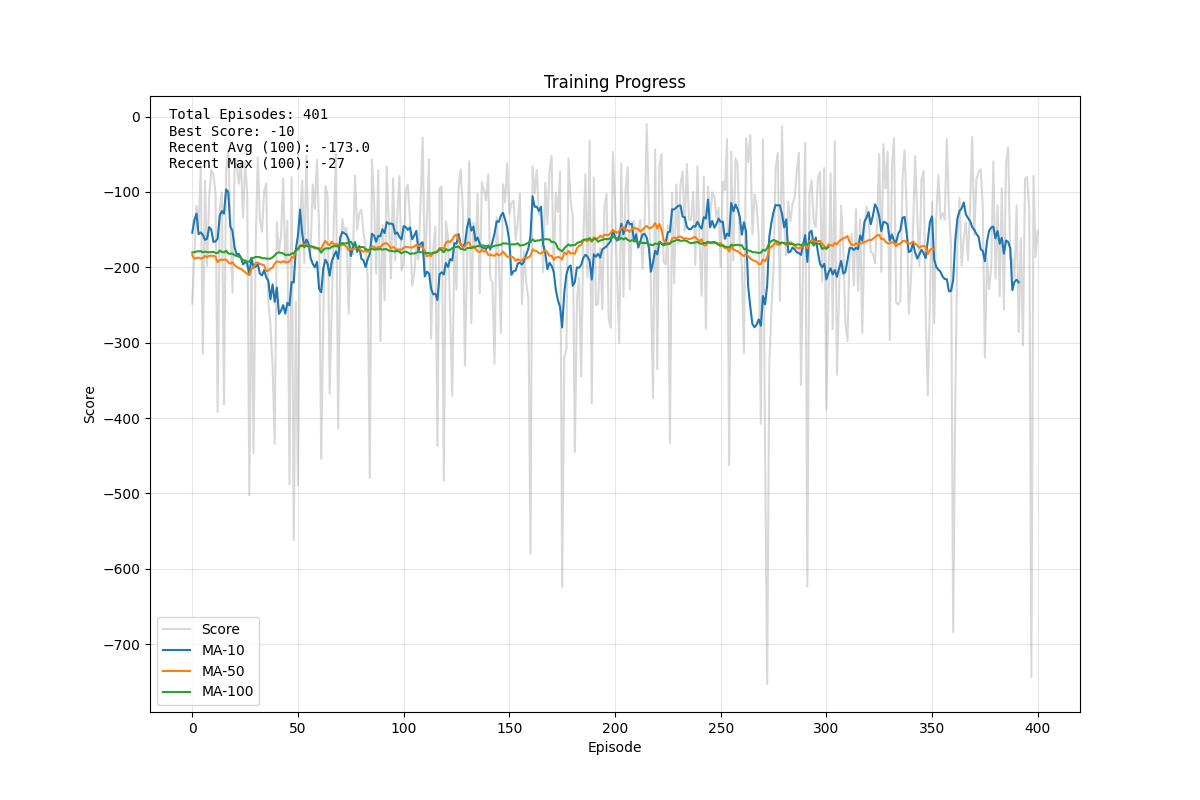 Training Progress
Total Episodes: 401
Best Score: -10
Recent Avg (100): -173.0
Recent Max (100): -27
Score
0
−100
−200
−300
−400
−500
−600
−700
Score
MA-10
MA-50
MA-100
0 50 100 150 200 250 300 350 400
Episode